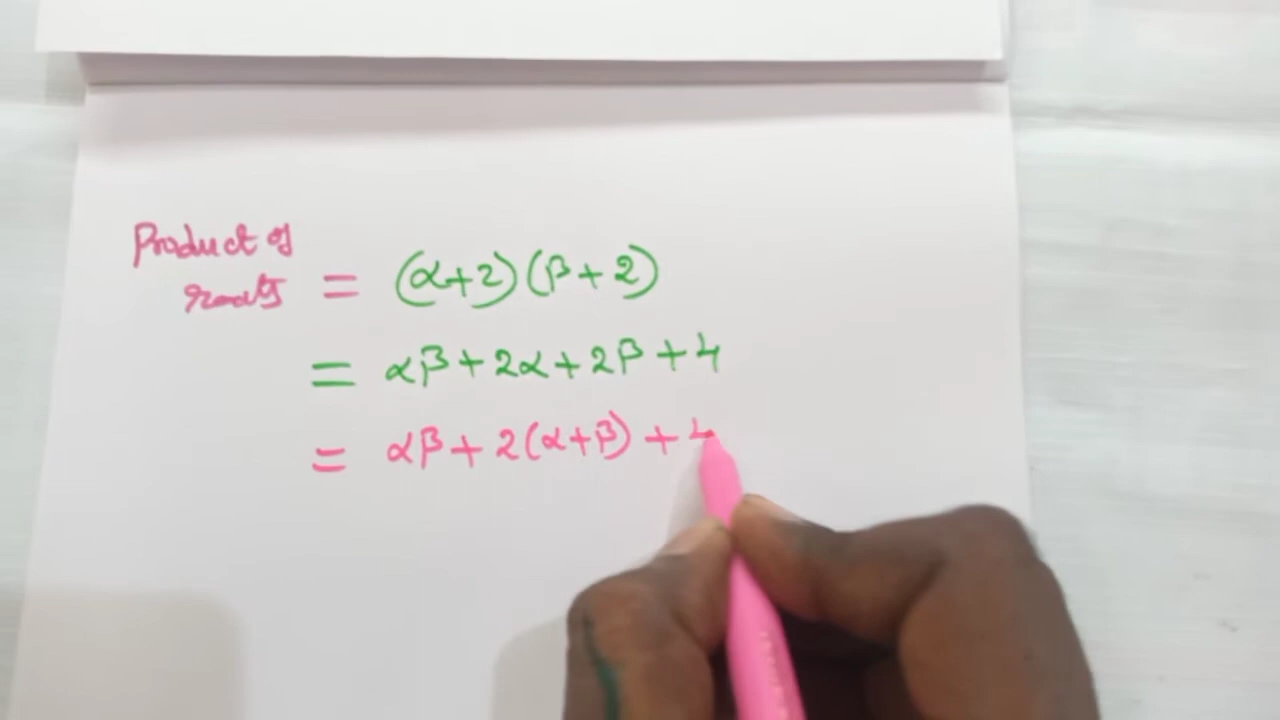 Product of
roots = (α+2)(β+2)
= αβ+2α+2β+4
= αβ+2(α+β)+4